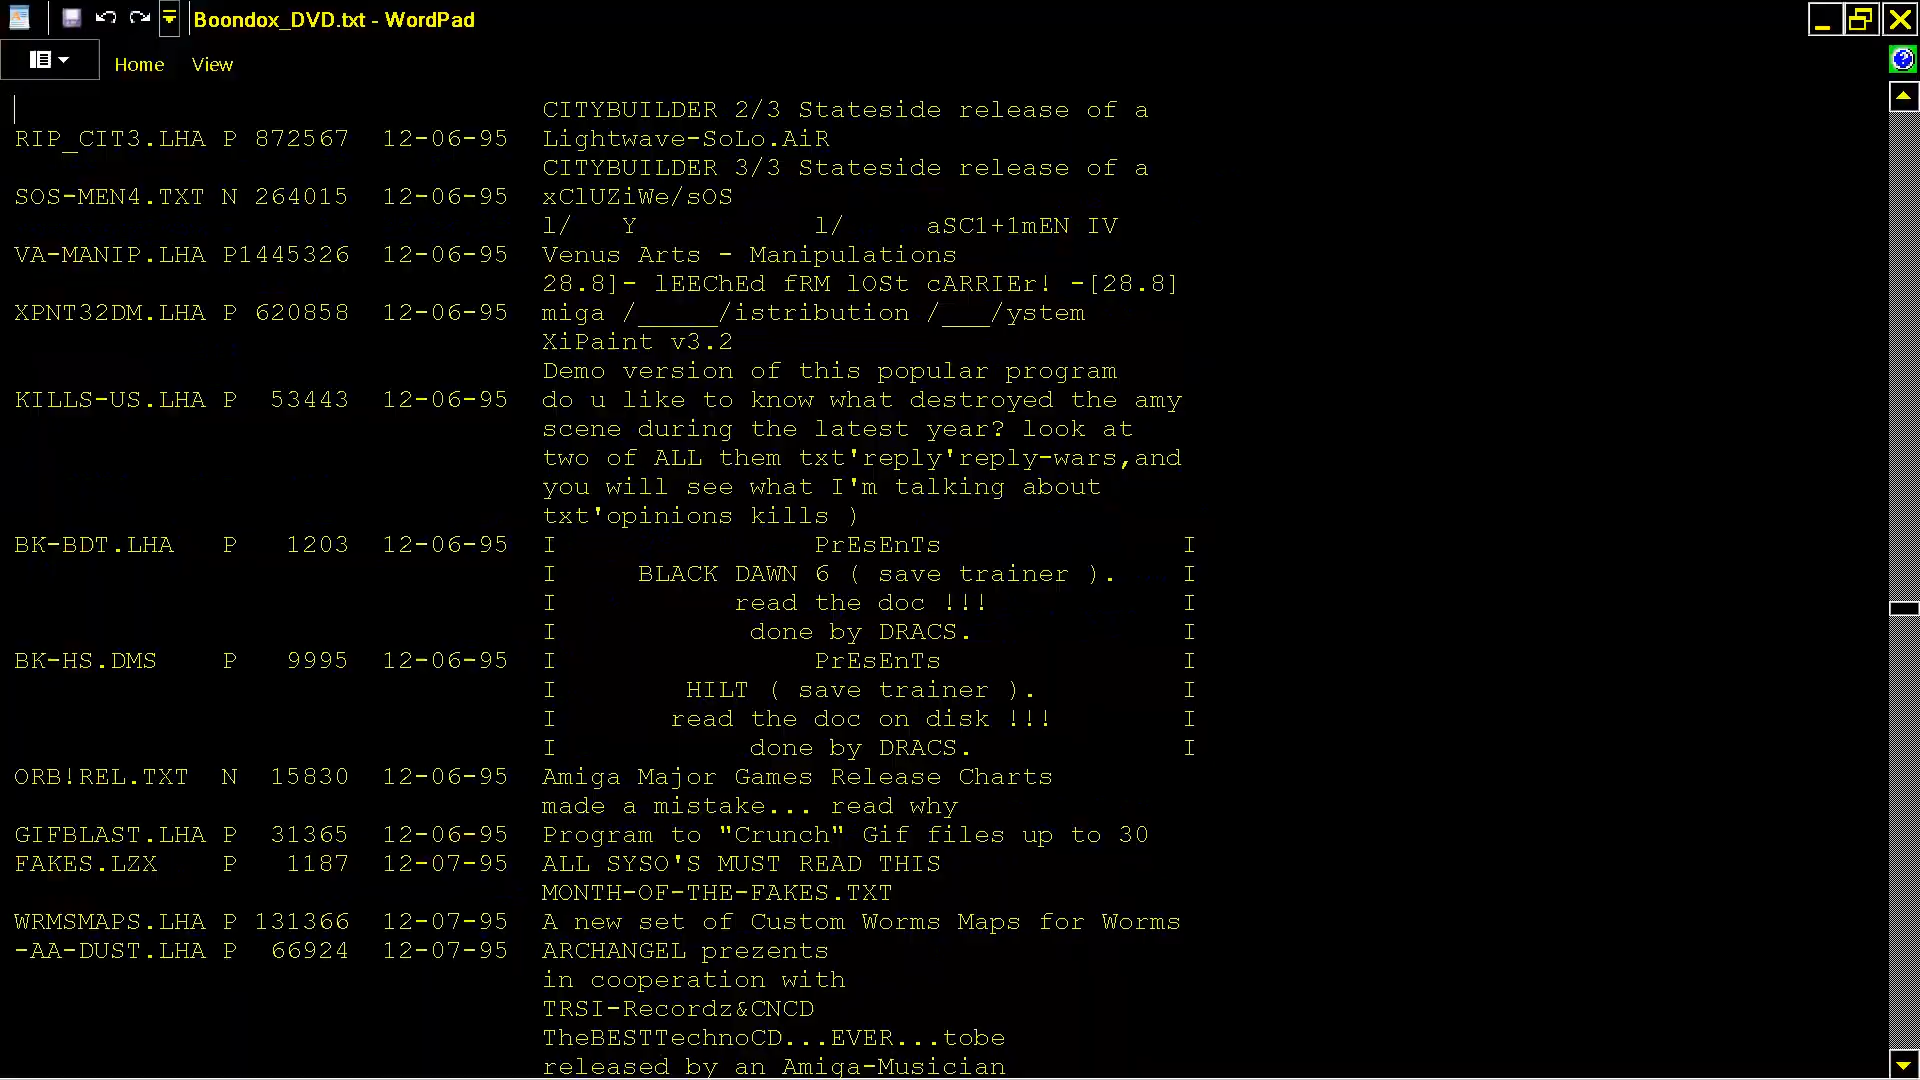 Boondox_DVD.txt - WordPad
Home View
CITYBUILDER 2/3 Stateside release of a
RIP_CIT3.LHA P 872567 12-06-95 Lightwave-SoLo.AiR
CITYBUILDER 3/3 Stateside release of a
SOS-MEN4.TXT N 264015 12-06-95 xClUZiWe/sOS
l/ Y l/ aSC1+1mEN IV
VA-MANIP.LHA P1445326 12-06-95 Venus Arts - Manipulations
28.8]- lEEChEd fRM lOSt cARRIEr! -[28.8]
XPNT32DM.LHA P 620858 12-06-95 miga /_____/istribution /___/ystem
XiPaint v3.2
Demo version of this popular program
KILLS-US.LHA P 53443 12-06-95 do u like to know what destroyed the amy
scene during the latest year? look at
two of ALL them txt'reply'reply-wars,and
you will see what I'm talking about
txt'opinions kills )
BK-BDT.LHA P 1203 12-06-95 I PrEsEnTs I
I BLACK DAWN 6 ( save trainer ). I
I read the doc !!! I
I done by DRACS. I
BK-HS.DMS P 9995 12-06-95 I PrEsEnTs I
I HILT ( save trainer ). I
I read the doc on disk !!! I
I done by DRACS. I
ORB!REL.TXT N 15830 12-06-95 Amiga Major Games Release Charts
made a mistake... read why
GIFBLAST.LHA P 31365 12-06-95 Program to "Crunch" Gif files up to 30
FAKES.LZX P 1187 12-07-95 ALL SYSO'S MUST READ THIS
MONTH-OF-THE-FAKES.TXT
WRMSMAPS.LHA P 131366 12-07-95 A new set of Custom Worms Maps for Worms
-AA-DUST.LHA P 66924 12-07-95 ARCHANGEL prezents
in cooperation with
TRSI-Recordz&CNCD
TheBESTTechnoCD...EVER...tobe
released by an Amiga-Musician